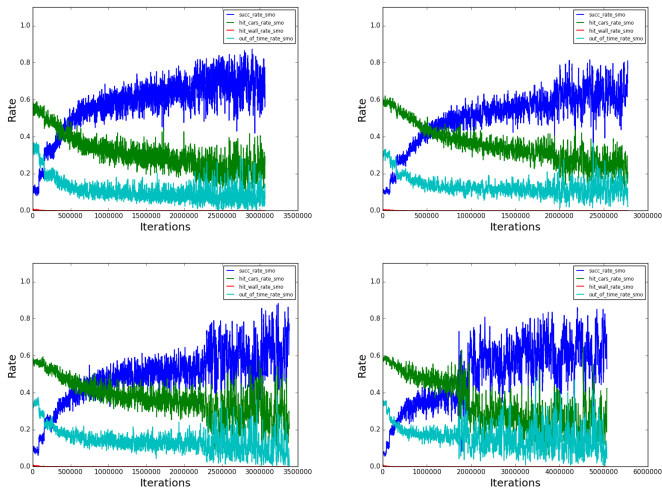 succ_rate_smo
hit_cars_rate_smo
hit_wall_rate_smo
out_of_time_rate_smo
1.0
0.8
0.6
0.4
0.2
0.0
Rate
0 500000 1000000 1500000 2000000 2500000 3000000 3500000
Iterations
succ_rate_smo
hit_cars_rate_smo
hit_wall_rate_smo
out_of_time_rate_smo
1.0
0.8
0.6
0.4
0.2
0.0
Rate
0 500000 1000000 1500000 2000000 2500000 3000000
Iterations
succ_rate_smo
hit_cars_rate_smo
hit_wall_rate_smo
out_of_time_rate_smo
1.0
0.8
0.6
0.4
0.2
0.0
Rate
0 500000 1000000 1500000 2000000 2500000 3000000 3500000
Iterations
succ_rate_smo
hit_cars_rate_smo
hit_wall_rate_smo
out_of_time_rate_smo
1.0
0.8
0.6
0.4
0.2
0.0
Rate
0 1000000 2000000 3000000 4000000 5000000 6000000
Iterations